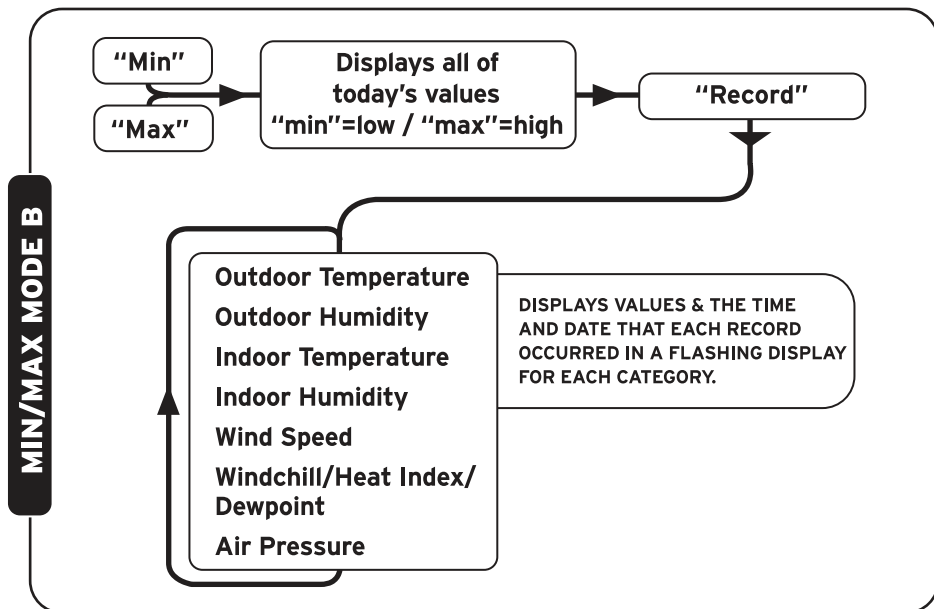 MIN/MAX MODE B
“Min”
“Max”
Displays all of
today's values
“min”=low / “max”=high
“Record”
Outdoor Temperature
Outdoor Humidity
Indoor Temperature
Indoor Humidity
Wind Speed
Windchill/Heat Index/
Dewpoint
Air Pressure
DISPLAYS VALUES & THE TIME
AND DATE THAT EACH RECORD
OCCURRED IN A FLASHING DISPLAY
FOR EACH CATEGORY.